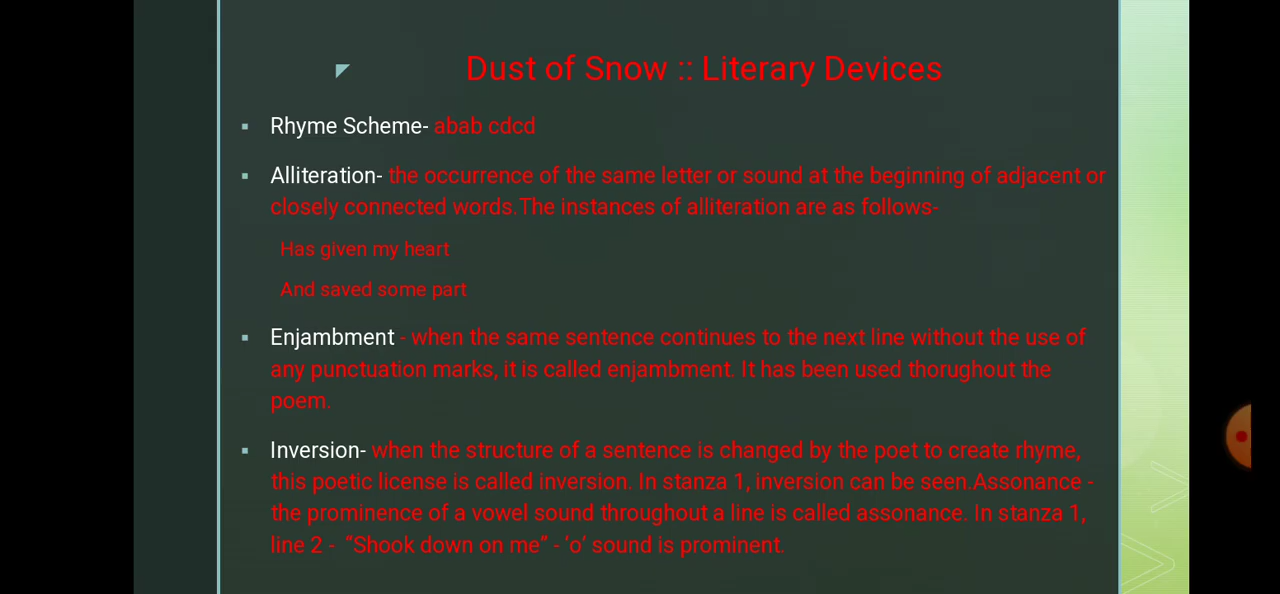 Dust of Snow :: Literary Devices
Rhyme Scheme- abab cdcd
Alliteration- the occurrence of the same letter or sound at the beginning of adjacent or
closely connected words.The instances of alliteration are as follows-
Has given my heart
And saved some part
Enjambment - when the same sentence continues to the next line without the use of
any punctuation marks, it is called enjambment. It has been used thorughout the
poem.
Inversion- when the structure of a sentence is changed by the poet to create rhyme,
this poetic license is called inversion. In stanza 1, inversion can be seen.Assonance -
the prominence of a vowel sound throughout a line is called assonance. In stanza 1,
line 2 - “Shook down on me” - ‘o’ sound is prominent.